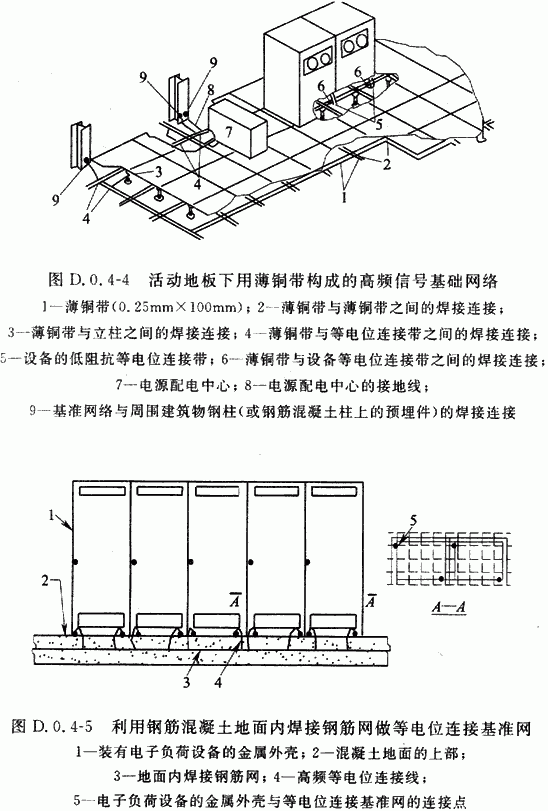 9
9
8
6
6
7
5
9
3
4
4
2
1
图 D.0.4-4 活动地板下用薄铜带构成的高频信号基础网络
1—薄铜带(0.25mm×100mm)；2—薄铜带与薄铜带之间的焊接连接；
3—薄铜带与立柱之间的焊接连接；4—薄铜带与等电位连接带之间的焊接连接；
5—设备的低阻抗等电位连接带；6—薄铜带与设备等电位连接带之间的焊接连接；
7—电源配电中心；8—电源配电中心的接地线；
9—基准网络与周围建筑物钢柱(或钢筋混凝土柱上的预埋件)的焊接连接
1
5
2
A
A
A—A
3
4
图 D.0.4-5 利用钢筋混凝土地面内焊接钢筋网做等电位连接基准网
1—装有电子负荷设备的金属外壳；2—混凝土地面的上部；
3—地面内焊接钢筋网；4—高频等电位连接线；
5—电子负荷设备的金属外壳与等电位连接基准网的连接点